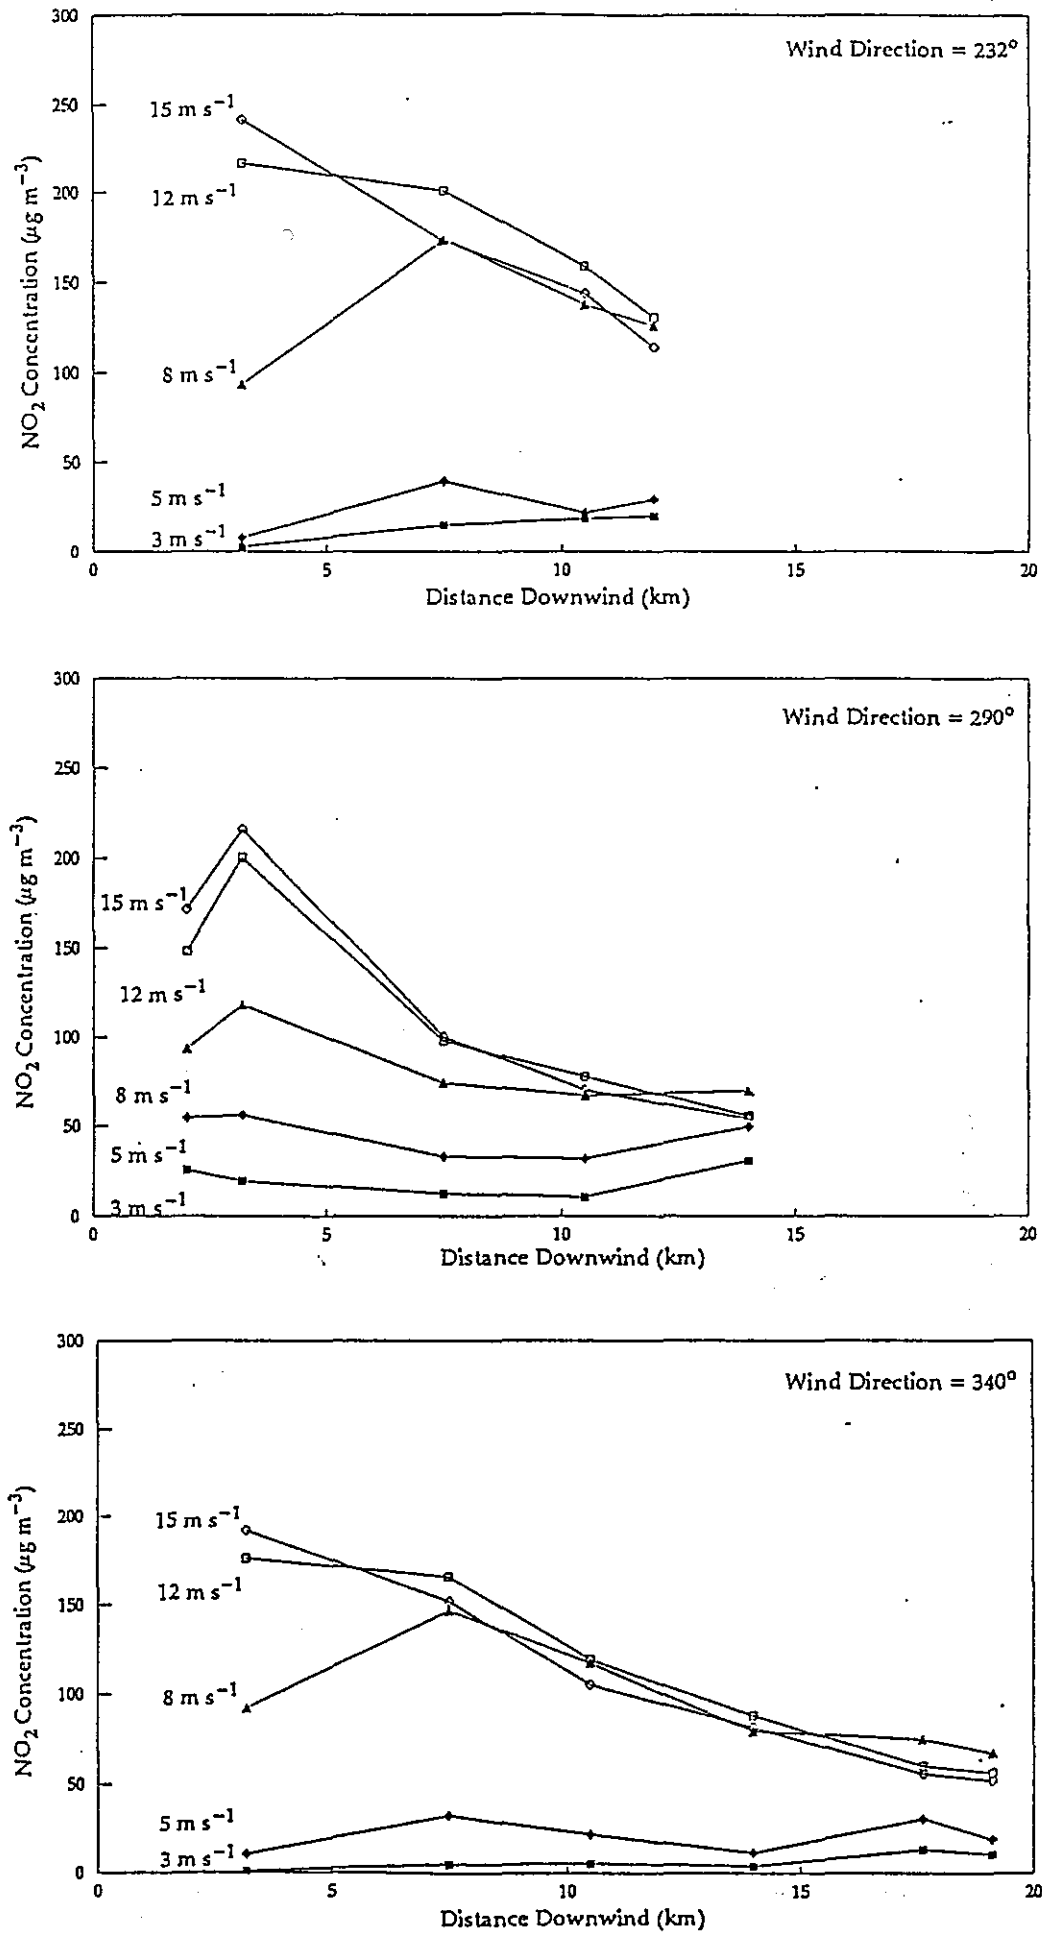 300
Wind Direction = 232°
250
15 m s⁻¹
200
12 m s⁻¹
150
100
8 m s⁻¹
50
5 m s⁻¹
3 m s⁻¹
0
NO₂ Concentration (μg m⁻³)
0 5 10 15 20
Distance Downwind (km)
300
Wind Direction = 290°
250
200
15 m s⁻¹
150
12 m s⁻¹
100
8 m s⁻¹
50
5 m s⁻¹
3 m s⁻¹
0
NO₂ Concentration (μg m⁻³)
0 5 10 15 20
Distance Downwind (km)
300
Wind Direction = 340°
250
200
15 m s⁻¹
12 m s⁻¹
150
100
8 m s⁻¹
50
5 m s⁻¹
3 m s⁻¹
0
NO₂ Concentration (μg m⁻³)
0 5 10 15 20
Distance Downwind (km)